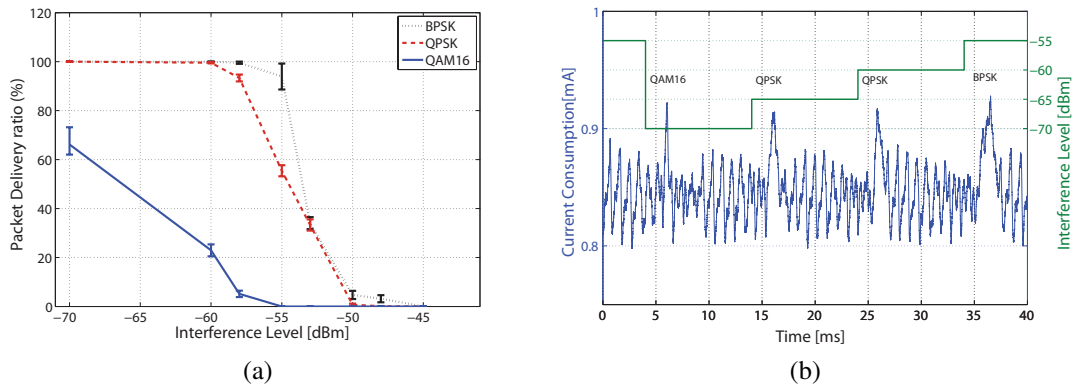 120
100
80
60
40
20
0
Packet Delivery ratio (%)
BPSK
QPSK
QAM16
−70 −65 −60 −55 −50 −45
Interference Level [dBm]
(a)
1
0.9
0.8
Current Consumption[mA]
QAM16 QPSK QPSK BPSK
−55
−60
−65
−70
Interference Level [dBm]
0 5 10 15 20 25 30 35 40
Time [ms]
(b)